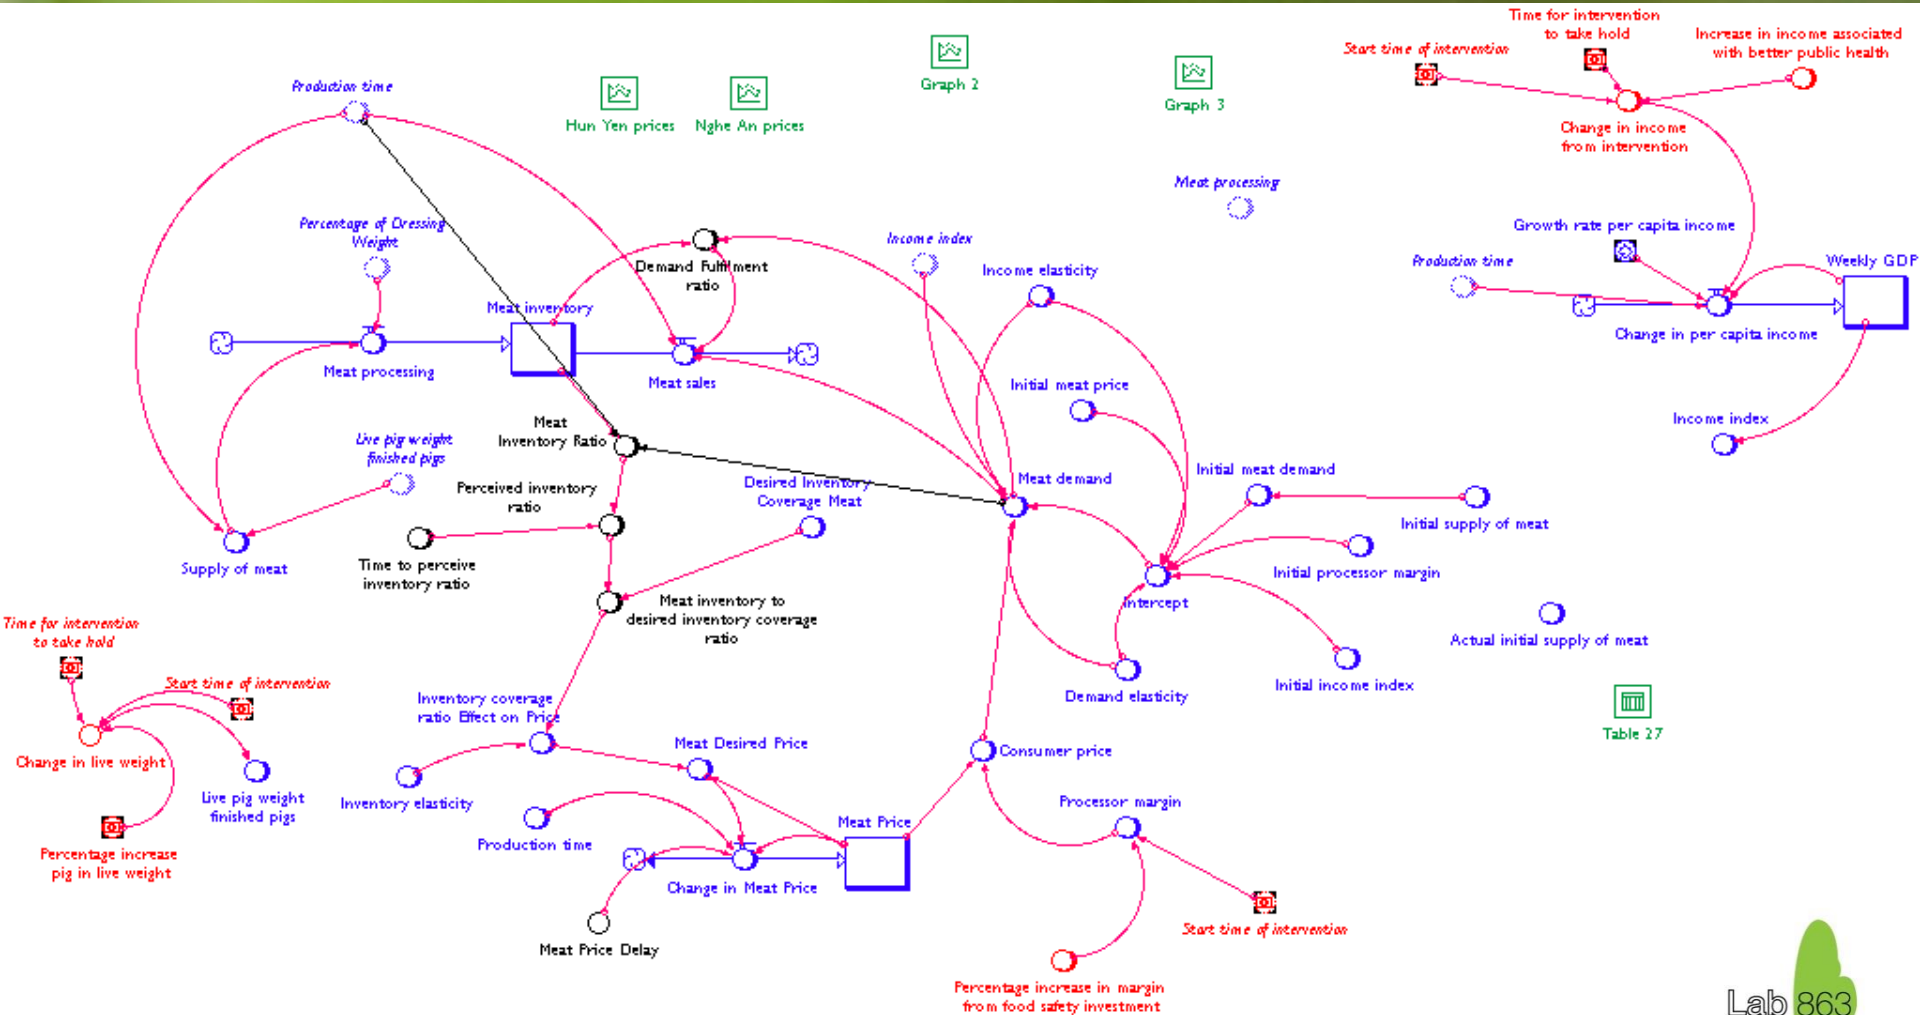 Time for intervention
to take hold
Start time of intervention
Increase in income associated
with better public health
Graph 2
Graph 3
Production time
Hun Yen prices
Nghe An prices
Change in income
from intervention
Meat processing
Percentage of Dressing
Weight
Growth rate per capita income
Income index
Income elasticity
Production time
Weekly GDP
Demand Fulfilment
ratio
Meat inventory
Change in per capita income
Meat processing
Meat sales
Initial meat price
Income index
Meat
Inventory Ratio
Live pig weight
finished pigs
Perceived inventory
ratio
Desired Inventory
Coverage Meat
Meat demand
Initial meat demand
Initial supply of meat
Supply of meat
Time to perceive
inventory ratio
Initial processor margin
Meat inventory to
desired inventory coverage
ratio
Intercept
Actual initial supply of meat
Time for intervention
to take hold
Start time of intervention
Inventory coverage
ratio Effect on Price
Demand elasticity
Initial income index
Table 27
Meat Desired Price
Consumer price
Change in live weight
Live pig weight
finished pigs
Inventory elasticity
Processor margin
Production time
Meat Price
Percentage increase
pig in live weight
Change in Meat Price
Start time of intervention
Meat Price Delay
Percentage increase in margin
from food safety investment
Lab 863